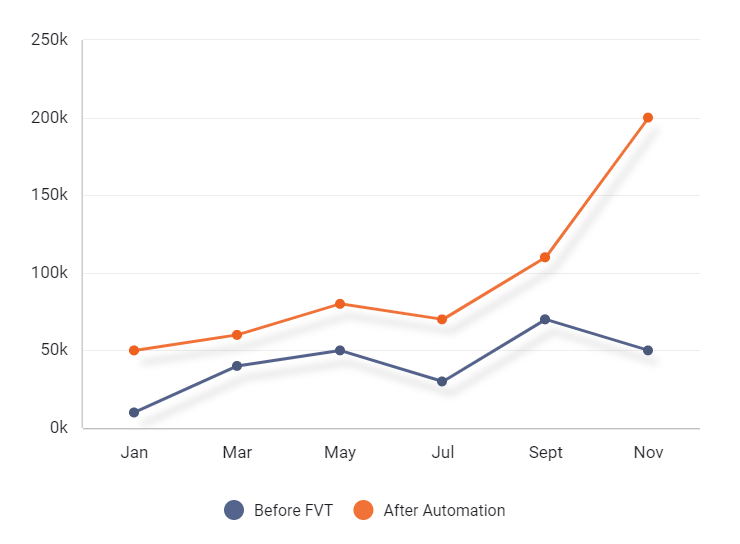 250k
200k
150k
100k
50k
0k
Jan Mar May Jul Sept Nov
Before FVT After Automation